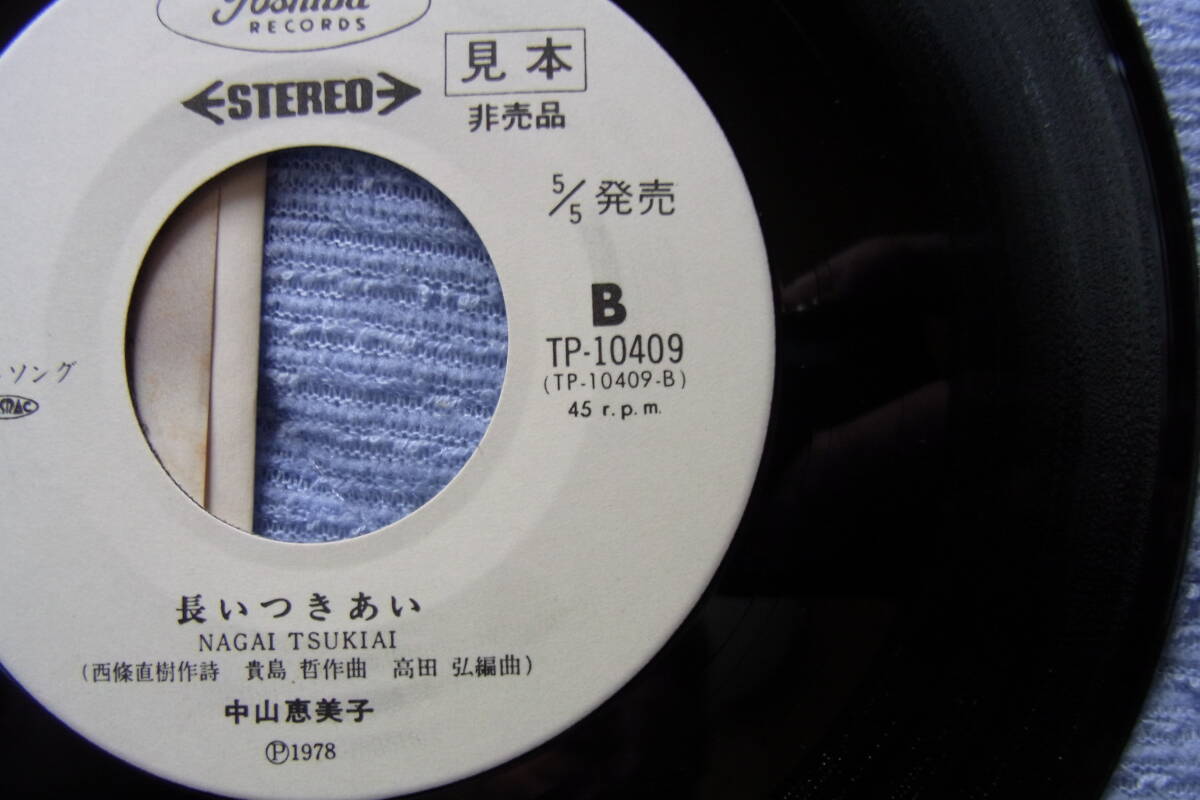 Toshiba
RECORDS
STEREO
見本
非売品
5/5 発売
B
TP-10409
(TP-10409-B)
45 r.p.m.
ソング
長いつきあい
NAGAI TSUKIAI
(西條直樹作詩 貴島 哲作曲 高田 弘編曲)
中山恵美子
Ⓟ1978